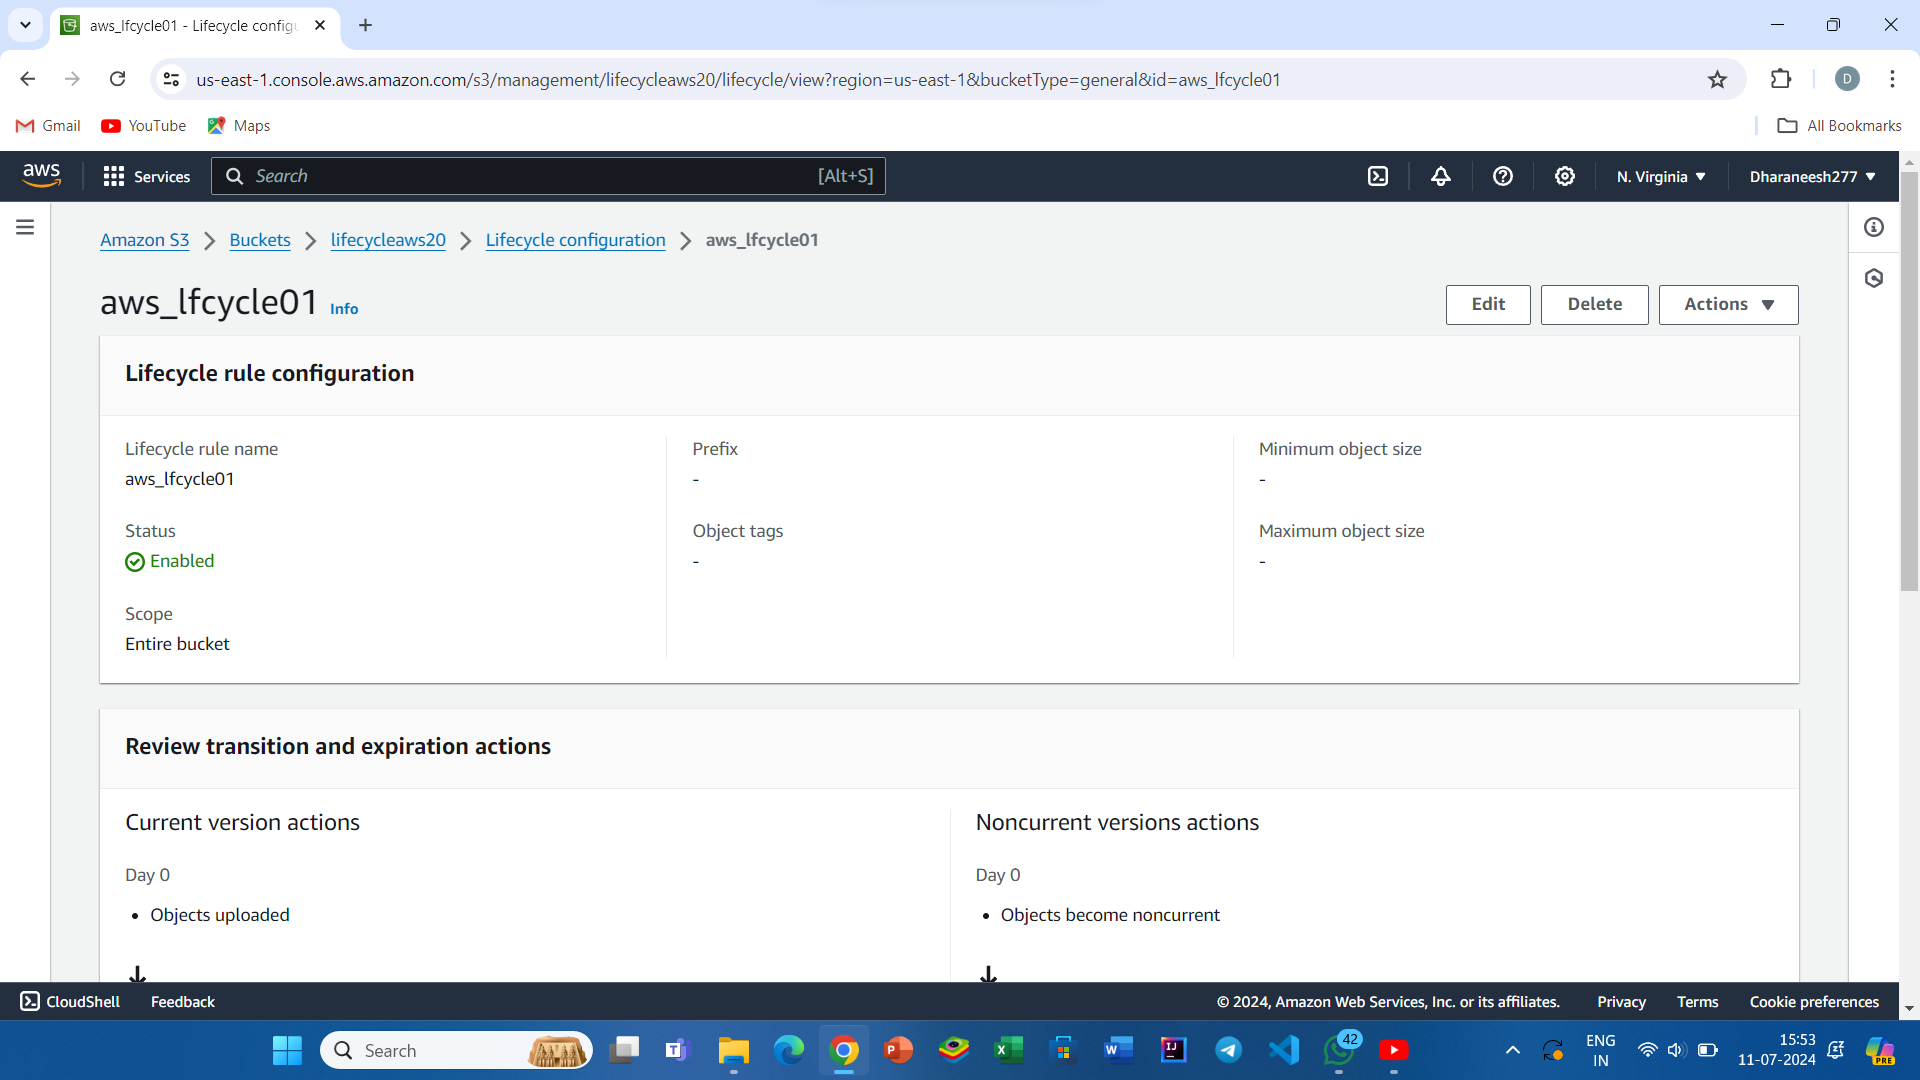 aws_lfcycle01 - Lifecycle configu
us-east-1.console.aws.amazon.com/s3/management/lifecycleaws20/lifecycle/view?region=us-east-1&bucketType=general&id=aws_lfcycle01
D
Gmail YouTube Maps All Bookmarks
aws Services Search [Alt+S] N. Virginia Dharaneesh277
Amazon S3 Buckets lifecycleaws20 Lifecycle configuration aws_lfcycle01
aws_lfcycle01 Info Edit Delete Actions
Lifecycle rule configuration
Lifecycle rule name Prefix Minimum object size
aws_lfcycle01 - -
Status Object tags Maximum object size
Enabled - -
Scope
Entire bucket
Review transition and expiration actions
Current version actions Noncurrent versions actions
Day 0 Day 0
• Objects uploaded • Objects become noncurrent
CloudShell Feedback © 2024, Amazon Web Services, Inc. or its affiliates. Privacy Terms Cookie preferences
Search 42 ENG 15:53
IN 11-07-2024 PRE